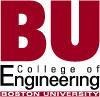 BU
College of
Engineering
BOSTON UNIVERSITY